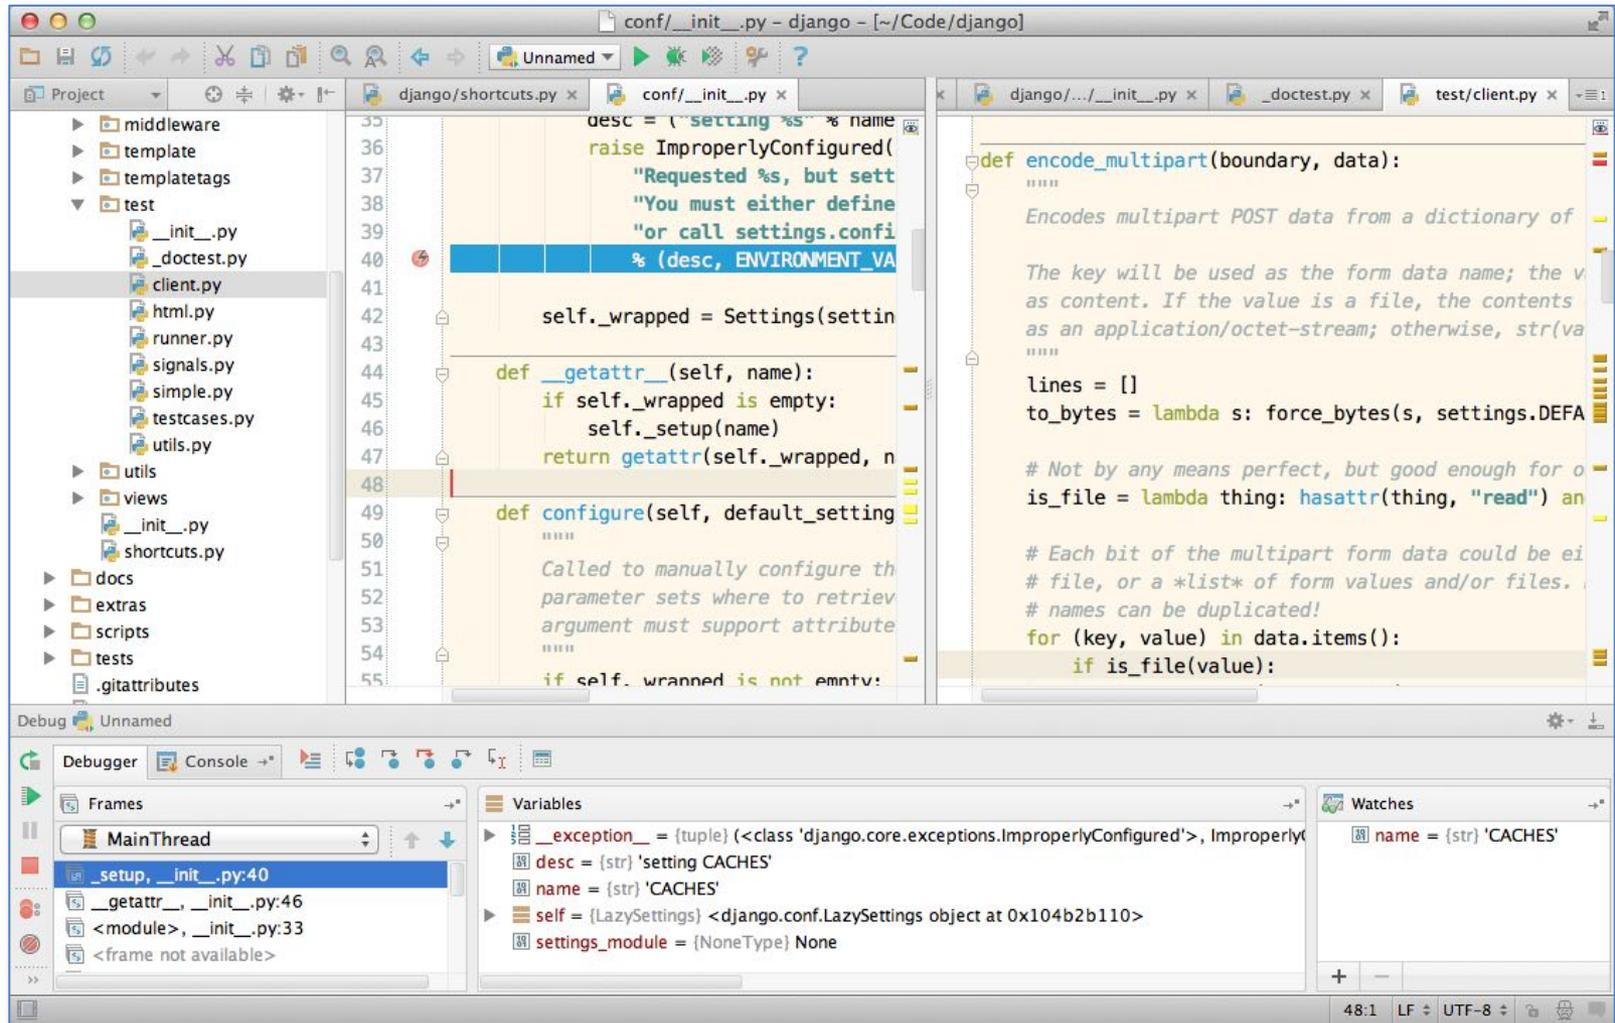 conf/__init__.py – django – [~/Code/django]
Unnamed
Project
django/shortcuts.py
conf/__init__.py
django/.../__init__.py
_doctest.py
test/client.py
middleware
template
templatetags
test
__init__.py
_doctest.py
client.py
html.py
runner.py
signals.py
simple.py
testcases.py
utils.py
utils
views
__init__.py
shortcuts.py
docs
extras
scripts
tests
.gitattributes
35 desc = ("setting %s" % name
36 raise ImproperlyConfigured(
37 "Requested %s, but sett
38 "You must either define
39 "or call settings.confi
40 % (desc, ENVIRONMENT_VA
41
42 self._wrapped = Settings(settin
43
44 def __getattr__(self, name):
45 if self._wrapped is empty:
46 self._setup(name)
47 return getattr(self._wrapped, n
48
49 def configure(self, default_setting
50 """
51 Called to manually configure th
52 parameter sets where to retriev
53 argument must support attribute
54 """
55 if self._wrapped is not empty:
def encode_multipart(boundary, data):
"""
Encodes multipart POST data from a dictionary of
The key will be used as the form data name; the v
as content. If the value is a file, the contents
as an application/octet-stream; otherwise, str(va
"""
lines = []
to_bytes = lambda s: force_bytes(s, settings.DEFA
# Not by any means perfect, but good enough for o
is_file = lambda thing: hasattr(thing, "read") an
# Each bit of the multipart form data could be ei
# file, or a *list* of form values and/or files.
# names can be duplicated!
for (key, value) in data.items():
if is_file(value):
Debug Unnamed
Debugger
Console
Frames
MainThread
_setup, __init__.py:40
__getattr__, __init__.py:46
<module>, __init__.py:33
<frame not available>
Variables
__exception__ = {tuple} (<class 'django.core.exceptions.ImproperlyConfigured'>, Improperly
desc = {str} 'setting CACHES'
name = {str} 'CACHES'
self = {LazySettings} <django.conf.LazySettings object at 0x104b2b110>
settings_module = {NoneType} None
Watches
name = {str} 'CACHES'
48:1 LF UTF-8